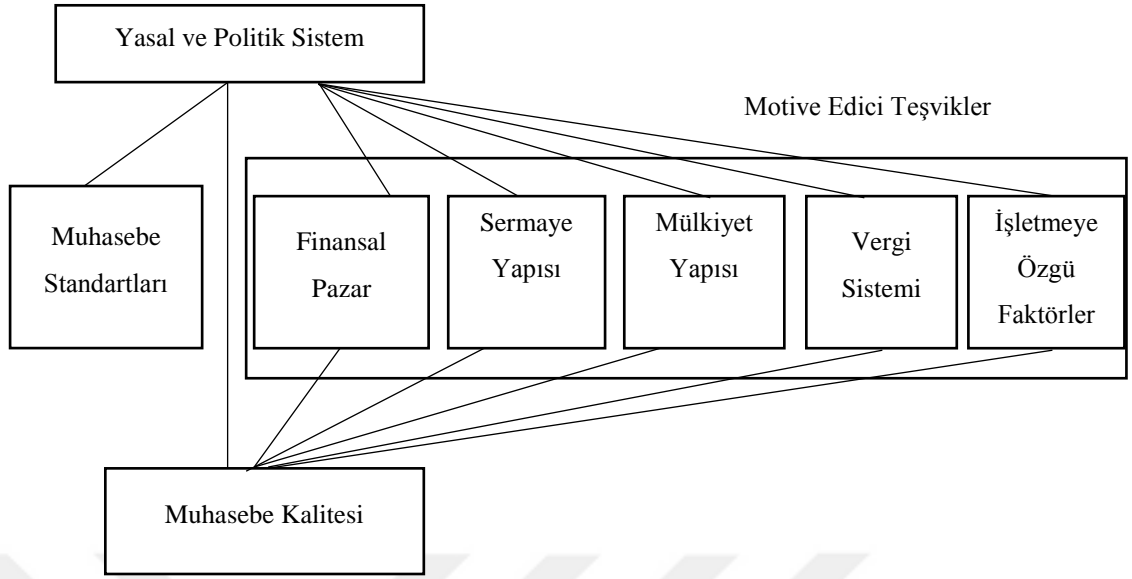 Yasal ve Politik Sistem
Motive Edici Teşvikler
Muhasebe
Standartları
Finansal
Pazar
Sermaye
Yapısı
Mülkiyet
Yapısı
Vergi
Sistemi
İşletmeye
Özgü
Faktörler
Muhasebe Kalitesi